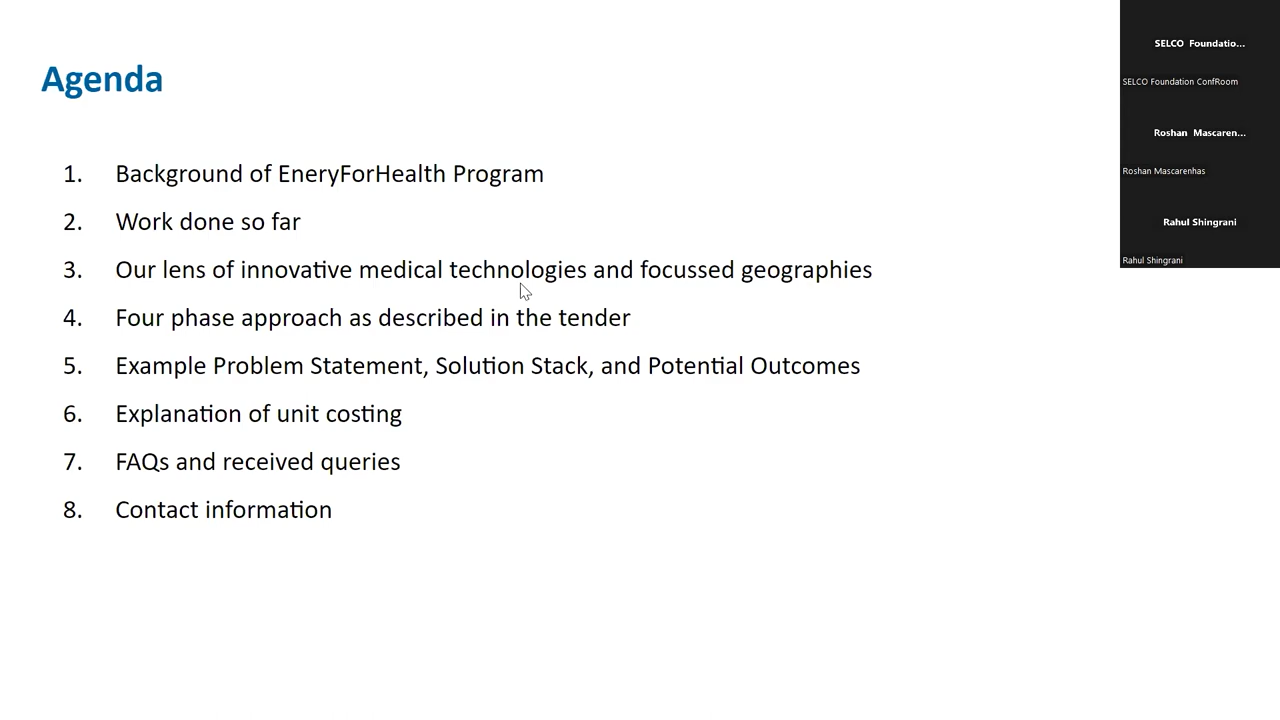 Agenda
1. Background of EneryForHealth Program
2. Work done so far
3. Our lens of innovative medical technologies and focussed geographies
4. Four phase approach as described in the tender
5. Example Problem Statement, Solution Stack, and Potential Outcomes
6. Explanation of unit costing
7. FAQs and received queries
8. Contact information
SELCO Foundatio...
SELCO Foundation ConfRoom
Roshan Mascaren...
Roshan Mascarenhas
Rahul Shingrani
Rahul Shingrani